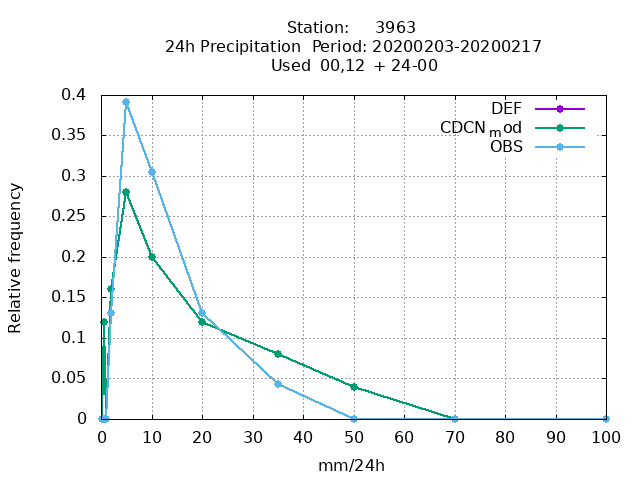 Station: 3963
24h Precipitation Period: 20200203-20200217
Used 00,12 + 24-00
DEF
CDCNmod
OBS
Relative frequency
0.4
0.35
0.3
0.25
0.2
0.15
0.1
0.05
0
0 10 20 30 40 50 60 70 80 90 100
mm/24h